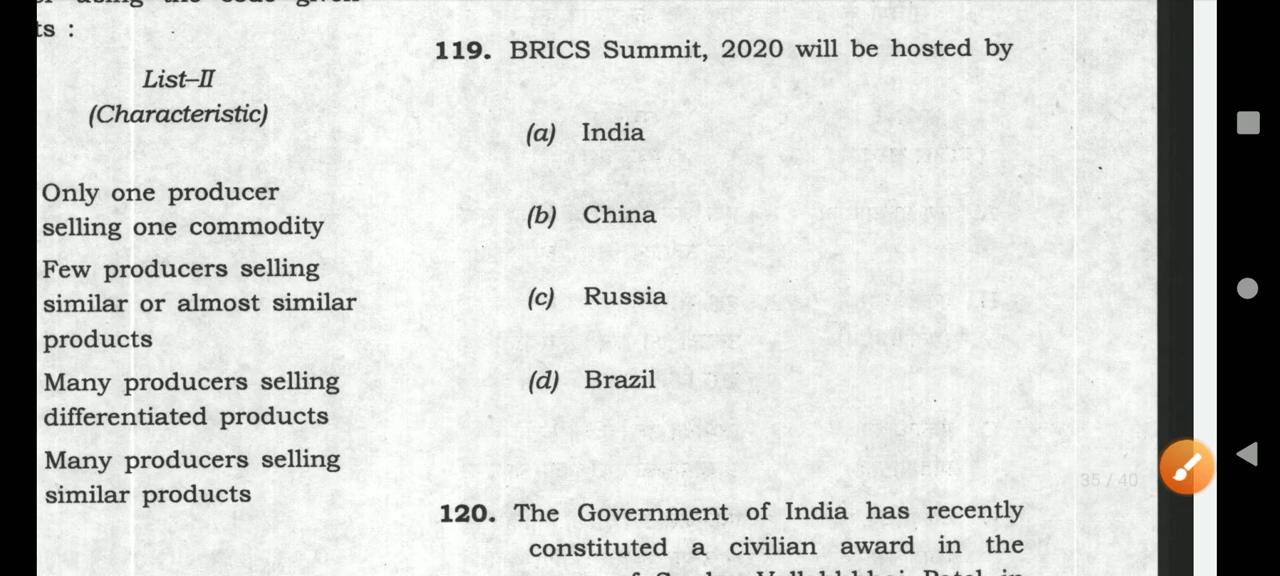 ts :
List–II
(Characteristic)
Only one producer
selling one commodity
Few producers selling
similar or almost similar
products
Many producers selling
differentiated products
Many producers selling
similar products
119. BRICS Summit, 2020 will be hosted by
(a) India
(b) China
(c) Russia
(d) Brazil
35 / 40
120. The Government of India has recently
constituted a civilian award in the